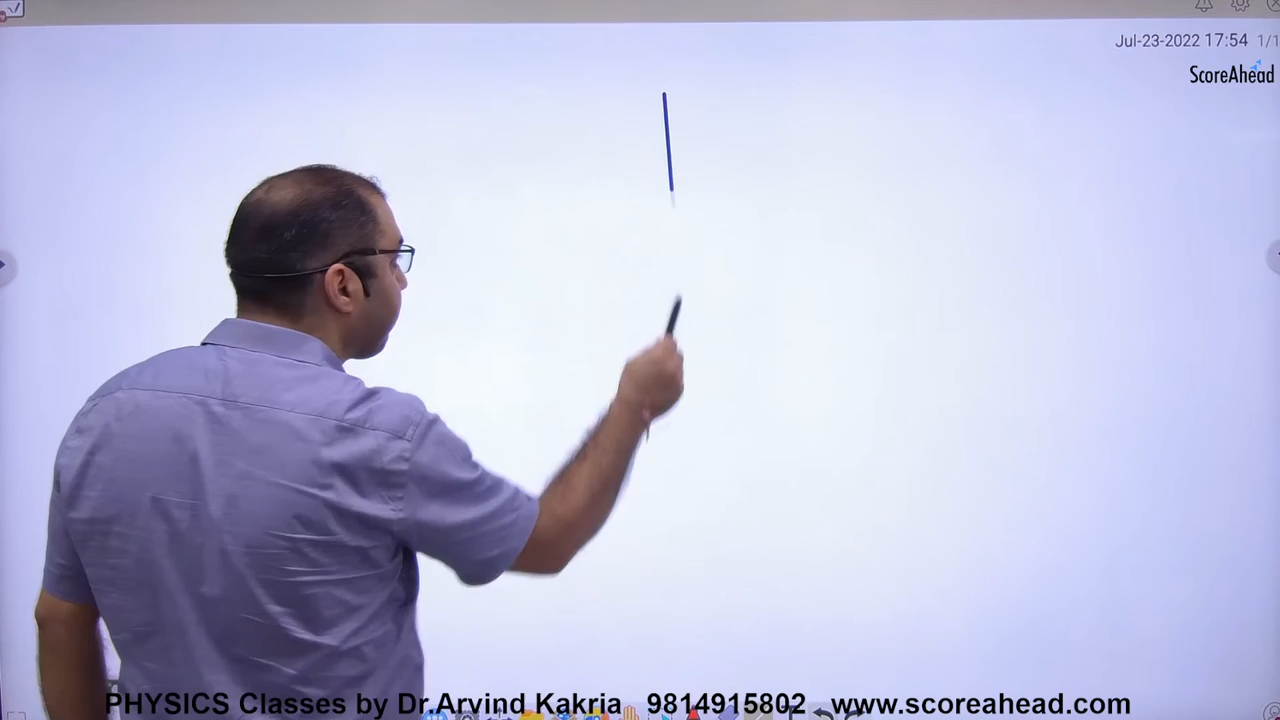 Jul-23-2022 17:54 1/1
ScoreAhead
PHYSICS Classes by Dr.Arvind Kakria 9814915802 www.scoreahead.com